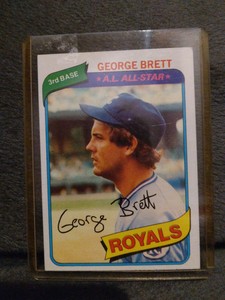 GEORGE BRETT
3rd BASE
★ A.L. ALL-STAR ★
George Brett
ROYALS